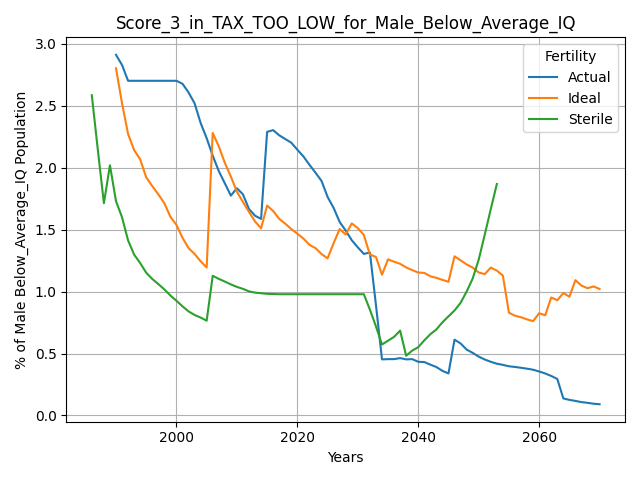 Score_3_in_TAX_TOO_LOW_for_Male_Below_Average_IQ
% of Male Below_Average_IQ Population
3.0
2.5
2.0
1.5
1.0
0.5
0.0
Fertility
Actual
Ideal
Sterile
2000 2020 2040 2060
Years